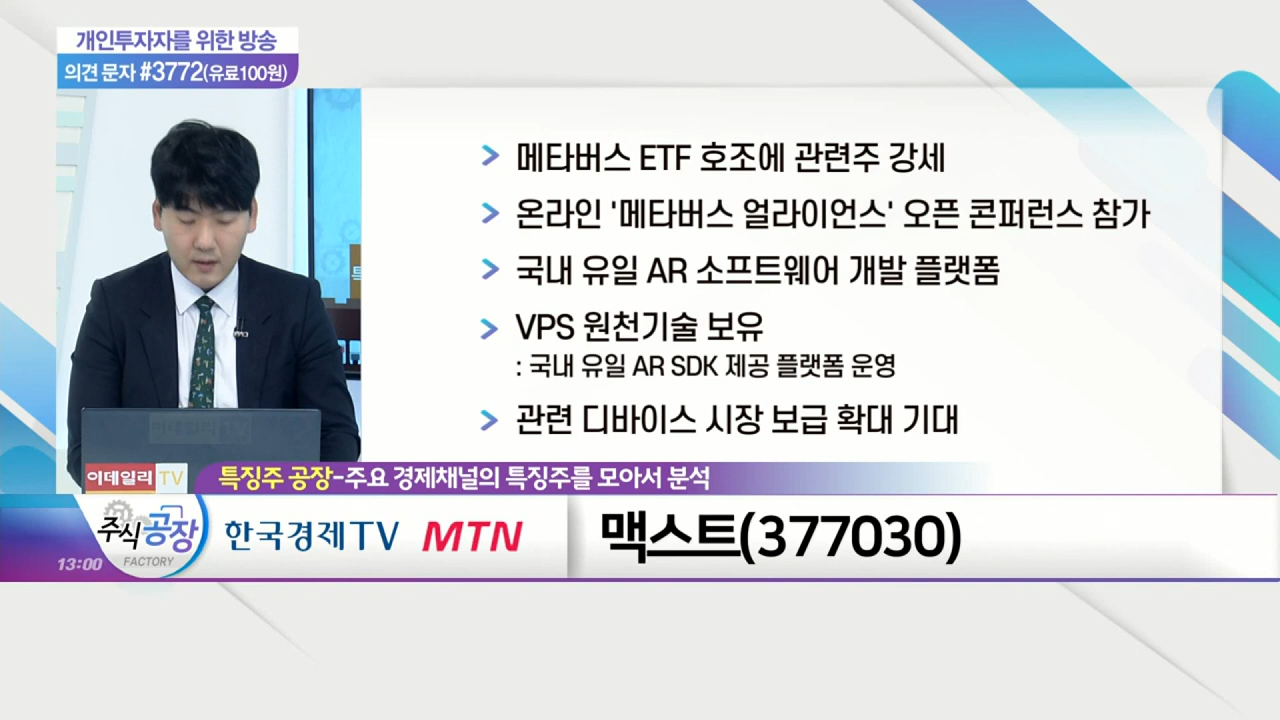 개인투자자를 위한 방송
의견 문자 #3772(유료100원)
메타버스 ETF 호조에 관련주 강세
온라인 '메타버스 얼라이언스' 오픈 콘퍼런스 참가
국내 유일 AR 소프트웨어 개발 플랫폼
VPS 원천기술 보유
: 국내 유일 AR SDK 제공 플랫폼 운영
관련 디바이스 시장 보급 확대 기대
이데일리 TV
특징주 공장-주요 경제채널의 특징주를 모아서 분석
주식공장
FACTORY
13:00
한국경제TV MTN
맥스트(377030)